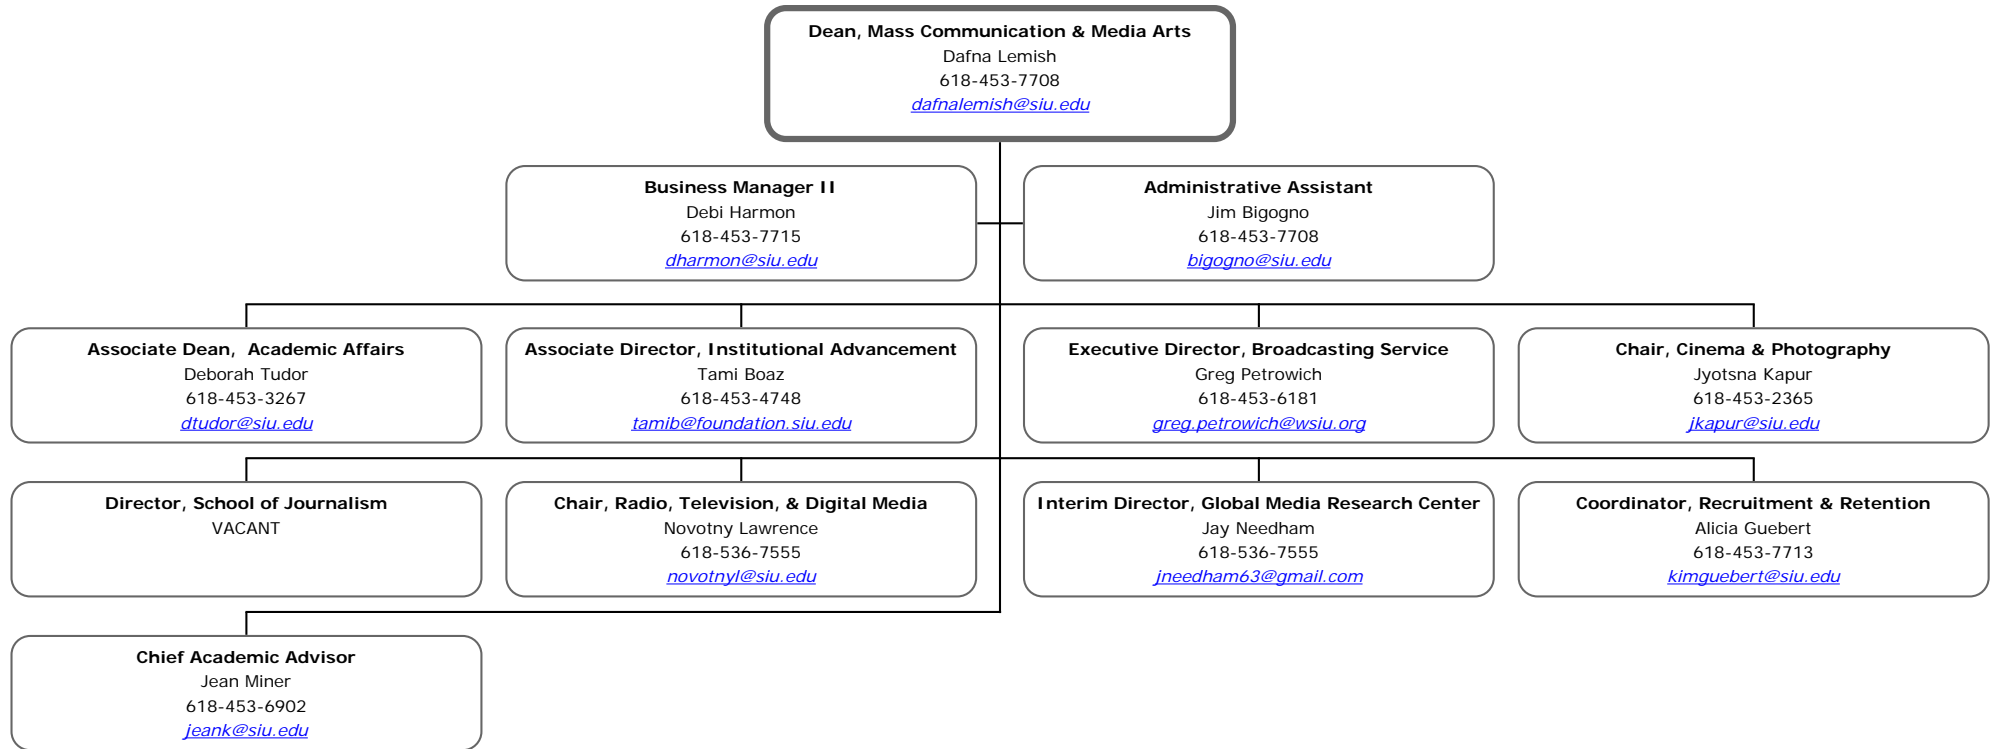 Dean, Mass Communication & Media Arts
Dafna Lemish
618-453-7708
dafnalemish@siu.edu
Business Manager II
Debi Harmon
618-453-7715
dharmon@siu.edu
Administrative Assistant
Jim Bigogno
618-453-7708
bigogno@siu.edu
Associate Dean,  Academic Affairs
Deborah Tudor
618-453-3267
dtudor@siu.edu
Associate Director, Institutional Advancement
Tami Boaz
618-453-4748
tamib@foundation.siu.edu
Executive Director, Broadcasting Service
Greg Petrowich
618-453-6181
greg.petrowich@wsiu.org
Chair, Cinema & Photography
Jyotsna Kapur
618-453-2365
jkapur@siu.edu
Director, School of Journalism
VACANT
Chair, Radio, Television, & Digital Media
Novotny Lawrence
618-536-7555
novotnyl@siu.edu
Interim Director, Global Media Research Center
Jay Needham
618-536-7555
jneedham63@gmail.com
Coordinator, Recruitment & Retention
Alicia Guebert
618-453-7713
kimguebert@siu.edu
Chief Academic Advisor
Jean Miner
618-453-6902
jeank@siu.edu